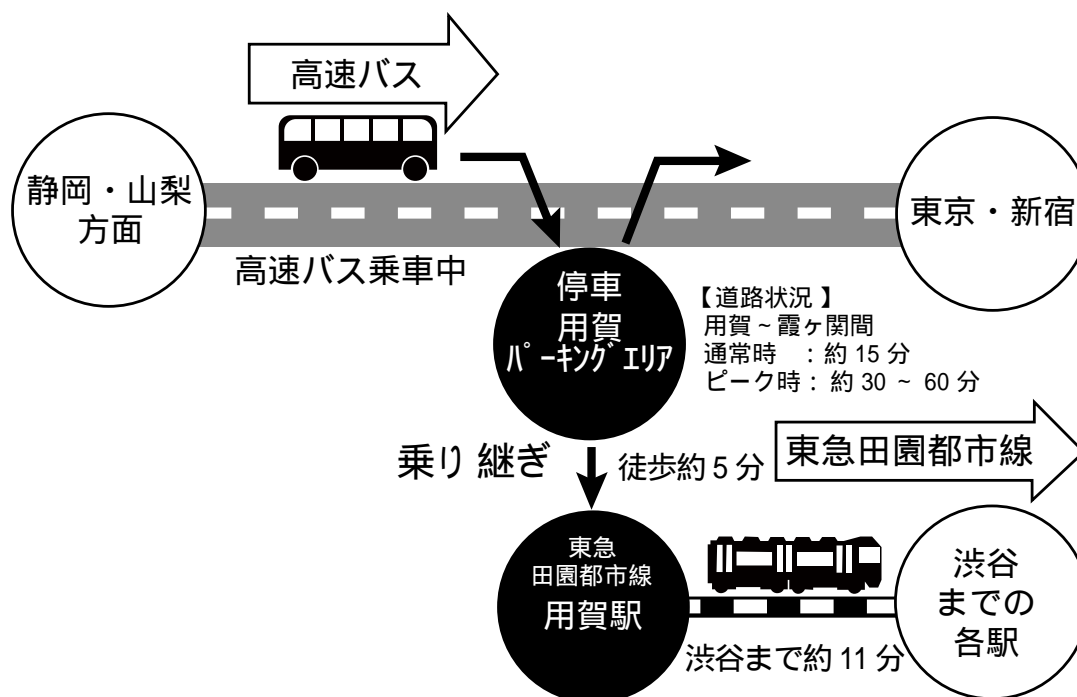 高速バス
静岡・山梨
方面
東京・新宿
高速バス乗車中
停車
用賀
パーキングエリア
【道路状況】
用賀~霞ヶ関間
通常時 :約15分
ピーク時:約30~60分
乗り継ぎ
徒歩約5分
東急田園都市線
東急
田園都市線
用賀駅
渋谷まで約11分
渋谷
までの
各駅